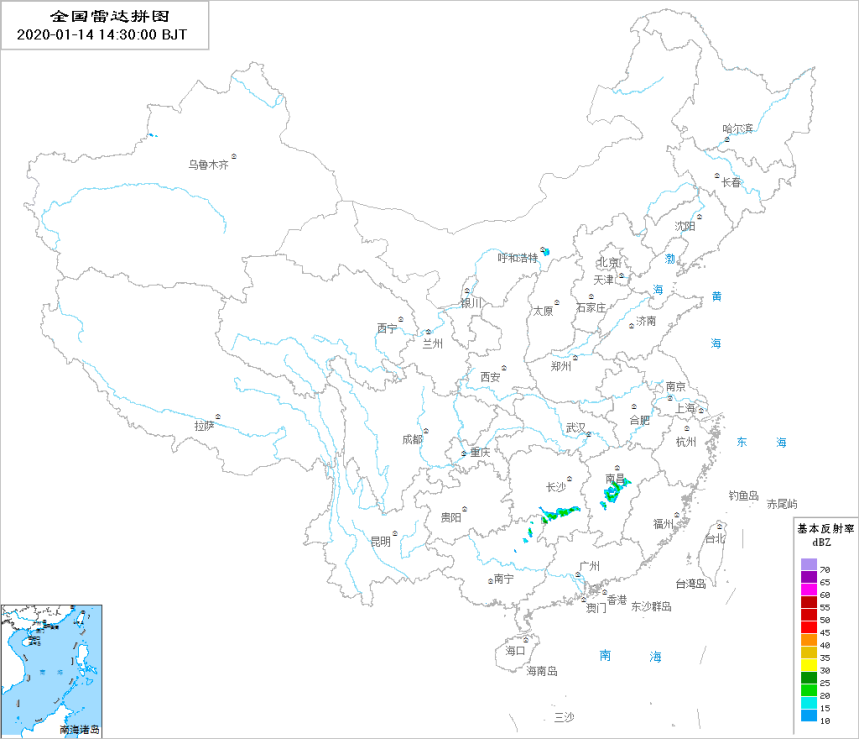 全国雷达拼图
2020-01-14 14:30:00 BJT
哈尔滨
乌鲁木齐
长春
沈阳
呼和浩特
北京
渤
天津
海
黄
银川
太原
石家庄
济南
西宁
兰州
海
郑州
西安
南京
上海
拉萨
合肥
武汉
成都
杭州
东 海
重庆
南昌
长沙
钓鱼岛
赤尾屿
贵阳
福州
昆明
台北
广州
南宁
台湾岛
香港
澳门
东沙群岛
海口
南 海
海南岛
三沙
基本反射率
dBZ
70
65
60
55
50
45
40
35
30
25
20
15
10
南 海
南海诸岛